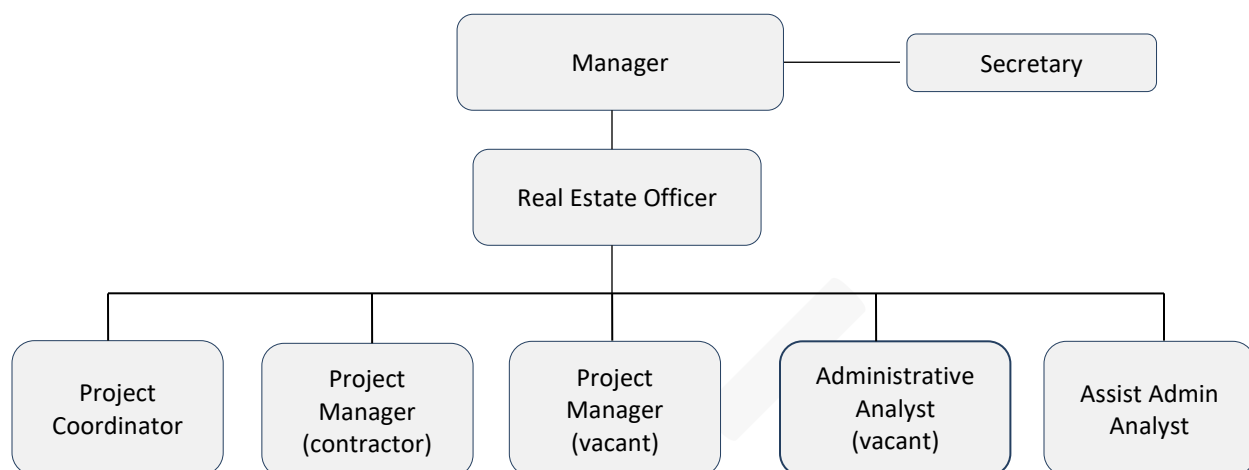 Manager
Secretary
Real Estate Officer
Project
Coordinator
Project
Manager
(contractor)
Project
Manager
(vacant)
Administrative
Analyst
(vacant)
Assist Admin
Analyst